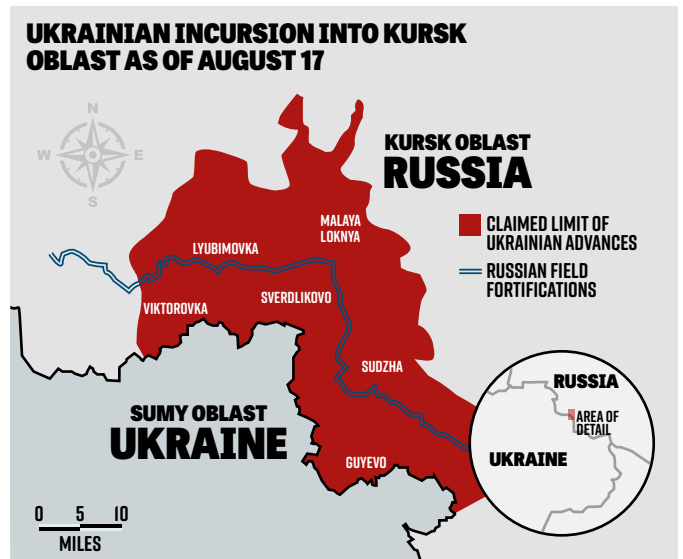 UKRAINIAN INCURSION INTO KURSK
OBLAST AS OF AUGUST 17
N
W E
S
KURSK OBLAST
RUSSIA
MALAYA
LOKNYA
CLAIMED LIMIT OF
UKRAINIAN ADVANCES
LYUBIMOVKA
RUSSIAN FIELD
FORTIFICATIONS
SVERDLIKOVO
VIKTOROVKA
SUDZHA
RUSSIA
AREA OF
DETAIL
SUMY OBLAST
UKRAINE
UKRAINE
GUYEVO
0 5 10
MILES